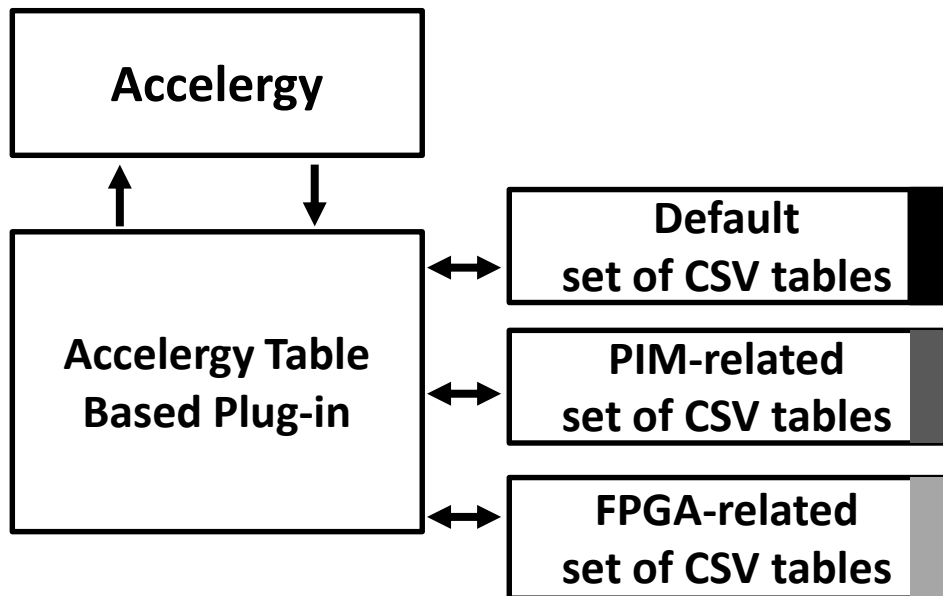 Accelergy
Default
set of CSV tables
Accelergy Table
Based Plug-in
PIM-related
set of CSV tables
FPGA-related
set of CSV tables